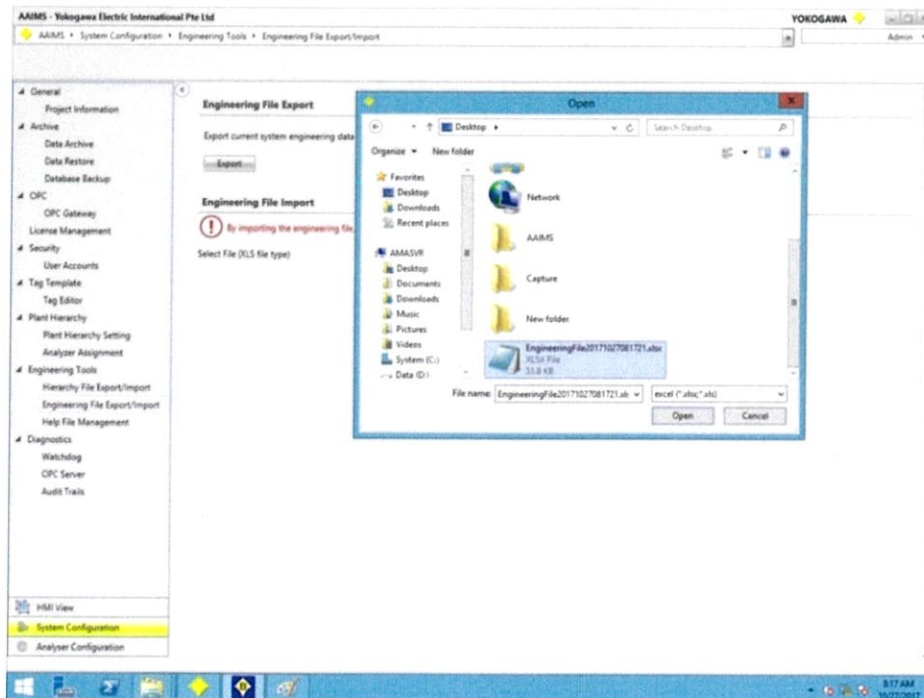 AAIMS - Yokogawa Electric International Pte Ltd
YOKOGAWA
AAIMS System Configuration Engineering Tools Engineering File Export/Import
Admin
General
Project Information
Archive
Data Archive
Data Restore
Database Backup
OPC
OPC Gateway
License Management
Security
User Accounts
Tag Template
Tag Editor
Plant Hierarchy
Plant Hierarchy Setting
Analyzer Assignment
Engineering Tools
Hierarchy File Export/Import
Engineering File Export/Import
Help File Management
Diagnostics
Watchdog
OPC Server
Audit Trails
HMI View
System Configuration
Analyser Configuration
Engineering File Export
Export current system engineering data
Export
Engineering File Import
By importing the engineering file,
Select File (XLS file type)
Open
Desktop
Search Desktop
Organize New folder
Favorites
Desktop
Downloads
Recent places
AMASVR
Desktop
Documents
Downloads
Music
Pictures
Videos
System (C:)
Data (D:)
Network
AAIMS
Capture
New folder
EngineeringFile20171027081721.xlsx
XLSX File
51.8 KB
File name: EngineeringFile20171027081721.xls
excel (*.xlsx;*.xls)
Open Cancel
8:17 AM